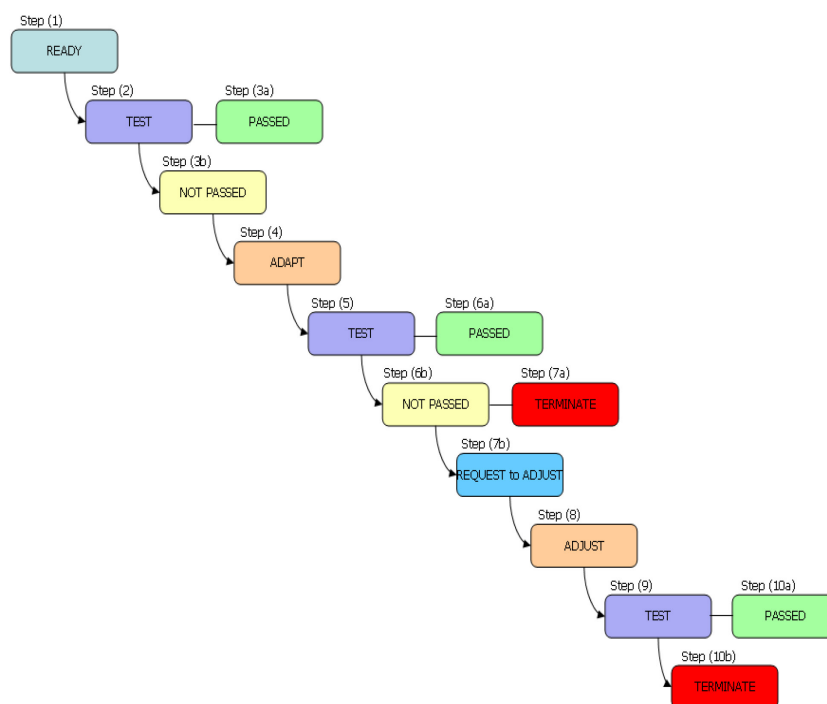 Step (1)
READY
Step (2) Step (3a)
TEST PASSED
Step (3b)
NOT PASSED
Step (4)
ADAPT
Step (5) Step (6a)
TEST PASSED
Step (6b) Step (7a)
NOT PASSED TERMINATE
Step (7b)
REQUEST to ADJUST
Step (8)
ADJUST
Step (9) Step (10a)
TEST PASSED
Step (10b)
TERMINATE